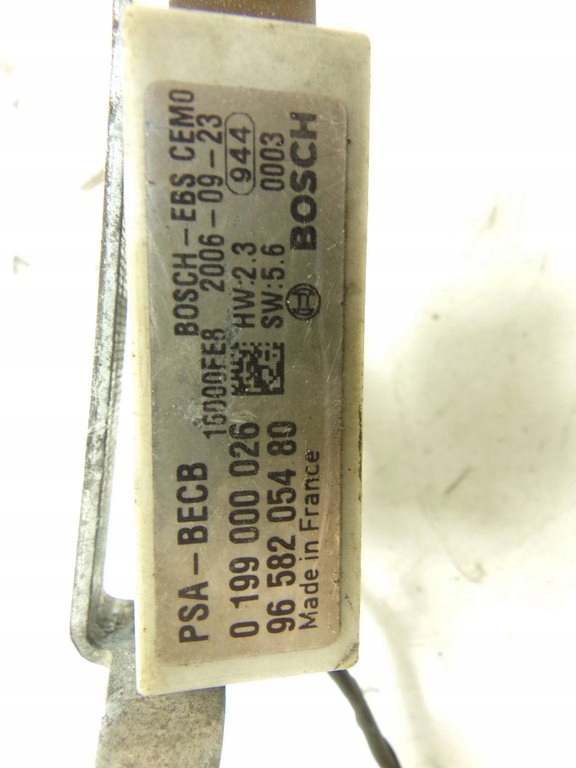 PSA-BECB
BOSCH-EBS CEM0
16000FE8 2006-09-23
0 199 000 026
HW:2.3 944
96 582 054 80
SW:5.6 0003
Made in France
BOSCH